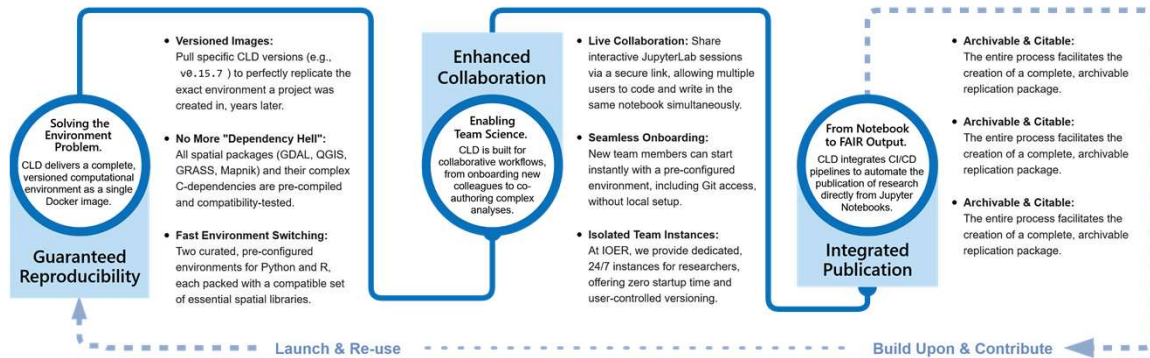 Solving the
Environment
Problem.
CLD delivers a complete,
versioned computational
environment as a single
Docker image.
Guaranteed
Reproducibility
• Versioned Images:
Pull specific CLD versions (e.g.,
v0.15.7 ) to perfectly replicate the
exact environment a project was
created in, years later.
• No More "Dependency Hell":
All spatial packages (GDAL, QGIS,
GRASS, Mapnik) and their complex
C-dependencies are pre-compiled
and compatibility-tested.
• Fast Environment Switching:
Two curated, pre-configured
environments for Python and R,
each packed with a compatible set
of essential spatial libraries.
Enhanced
Collaboration
Enabling
Team Science.
CLD is built for
collaborative workflows,
from onboarding new
colleagues to co-
authoring complex
analyses.
• Live Collaboration: Share
interactive JupyterLab sessions
via a secure link, allowing multiple
users to code and write in
the same notebook simultaneously.
• Seamless Onboarding:
New team members can start
instantly with a pre-configured
environment, including Git access,
without local setup.
• Isolated Team Instances:
At IOER, we provide dedicated,
24/7 instances for researchers,
offering zero startup time and
user-controlled versioning.
From Notebook
to FAIR Output.
CLD integrates CI/CD
pipelines to automate the
publication of research
directly from Jupyter
Notebooks.
Integrated
Publication
• Archivable & Citable:
The entire process facilitates the
creation of a complete, archivable
replication package.
• Archivable & Citable:
The entire process facilitates the
creation of a complete, archivable
replication package.
• Archivable & Citable:
The entire process facilitates the
creation of a complete, archivable
replication package.
Launch & Re-use
Build Upon & Contribute